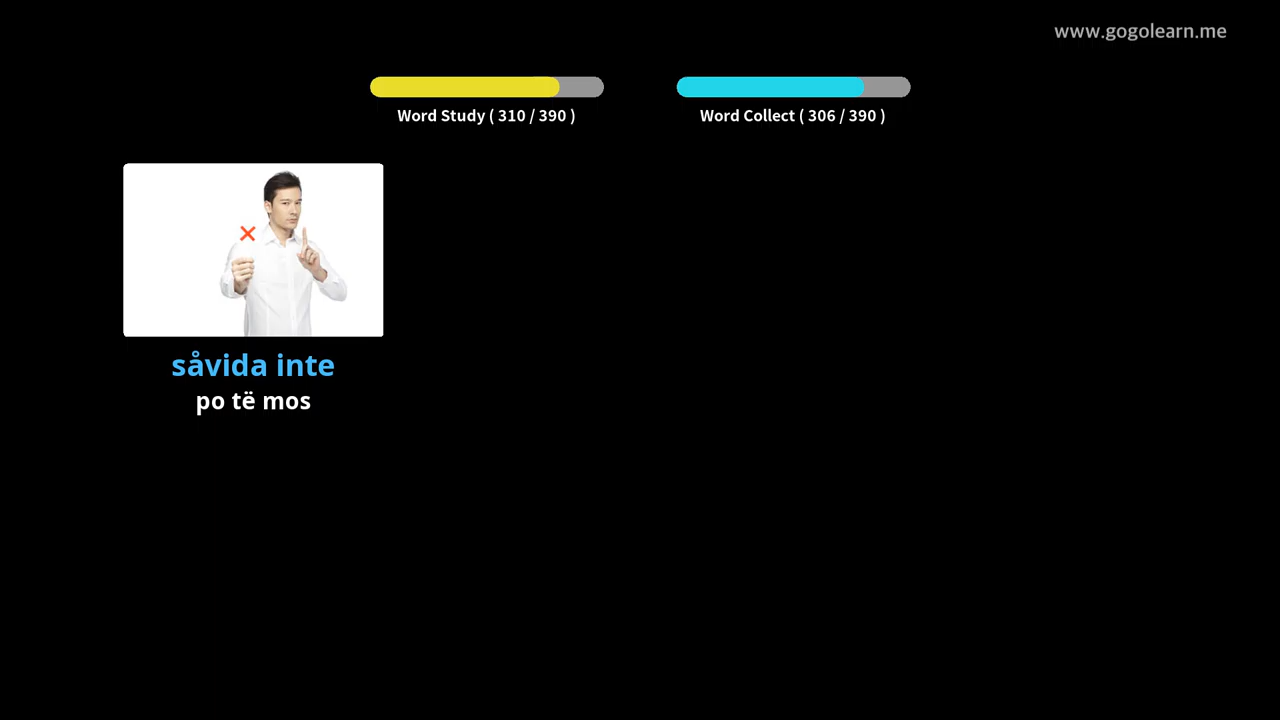 www.gogolearn.me
Word Study ( 310 / 390 )
Word Collect ( 306 / 390 )
såvida inte
po të mos